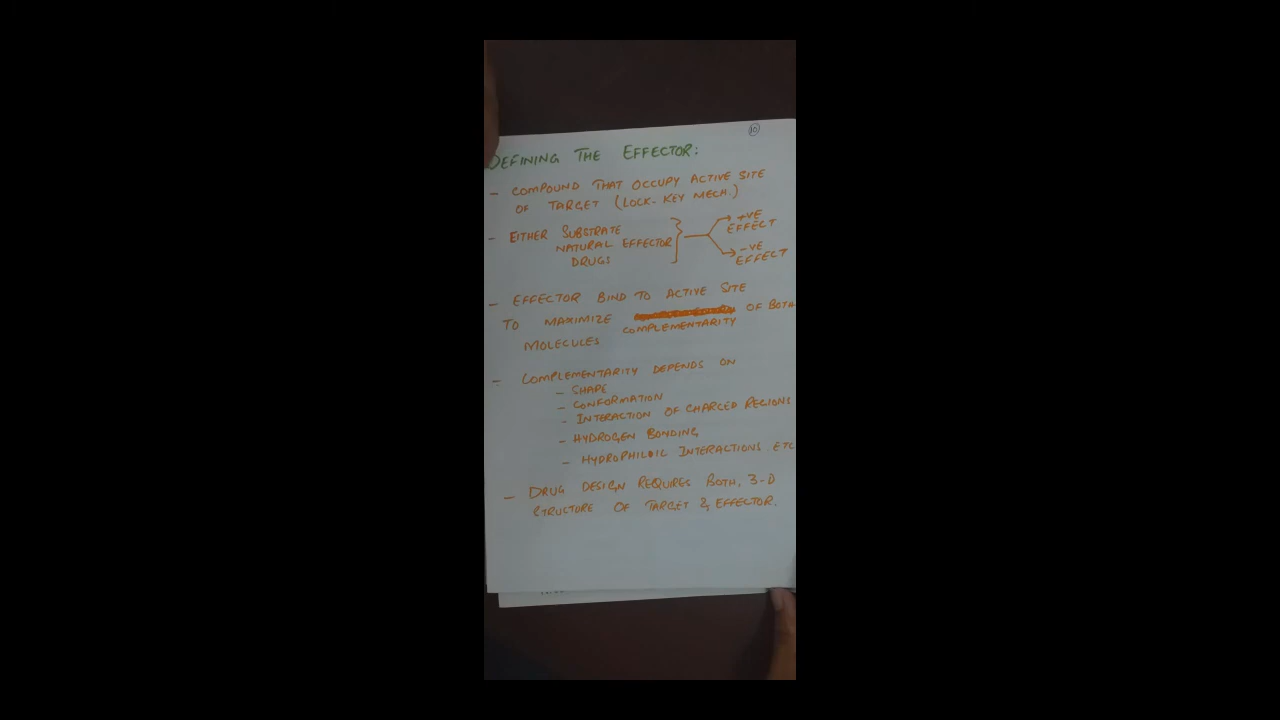 10
DEFINING THE EFFECTOR:
- COMPOUND THAT OCCUPY ACTIVE SITE
OF TARGET (LOCK-KEY MECH.)
- EITHER SUBSTRATE
NATURAL EFFECTOR
DRUGS
+VE
EFFECT
-VE
EFFECT
- EFFECTOR BIND TO ACTIVE SITE
TO MAXIMIZE OF BOTH
COMPLEMENTARITY
MOLECULES
- COMPLEMENTARITY DEPENDS ON
- SHAPE
- CONFORMATION
- INTERACTION OF CHARGED REGIONS
- HYDROGEN BONDING
- INTERACTIONS ETC
- DRUG DESIGN REQUIRES BOTH, 3-D
STRUCTURE OF TARGET & EFFECTOR.